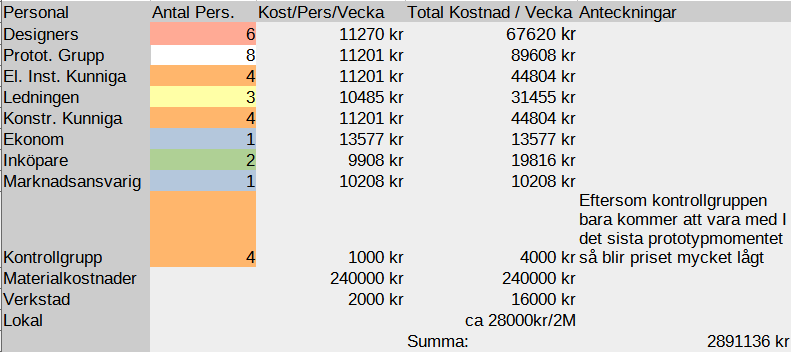 Personal Antal Pers. Kost/Pers/Vecka Total Kostnad / Vecka Anteckningar
Designers 6 11270 kr 67620 kr
Protot. Grupp 8 11201 kr 89608 kr
El. Inst. Kunniga 4 11201 kr 44804 kr
Ledningen 3 10485 kr 31455 kr
Konstr. Kunniga 4 11201 kr 44804 kr
Ekonom 1 13577 kr 13577 kr
Inköpare 2 9908 kr 19816 kr
Marknadsansvarig 1 10208 kr 10208 kr
Eftersom kontrollgruppen
bara kommer att vara med I
det sista prototypmomentet
Kontrollgrupp 4 1000 kr 4000 kr så blir priset mycket lågt
Materialkostnader 240000 kr 240000 kr
Verkstad 2000 kr 16000 kr
Lokal ca 28000kr/2M
Summa: 2891136 kr